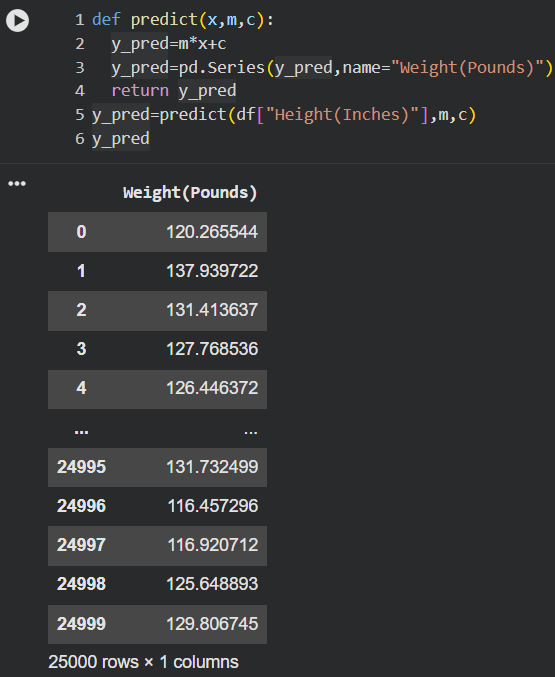 1 def predict(x,m,c):
2   y_pred=m*x+c
3   y_pred=pd.Series(y_pred,name="Weight(Pounds)")
4   return y_pred
5 y_pred=predict(df["Height(Inches)"],m,c)
6 y_pred
Weight(Pounds)
0 120.265544
1 137.939722
2 131.413637
3 127.768536
4 126.446372
... ...
24995 131.732499
24996 116.457296
24997 116.920712
24998 125.648893
24999 129.806745
25000 rows × 1 columns